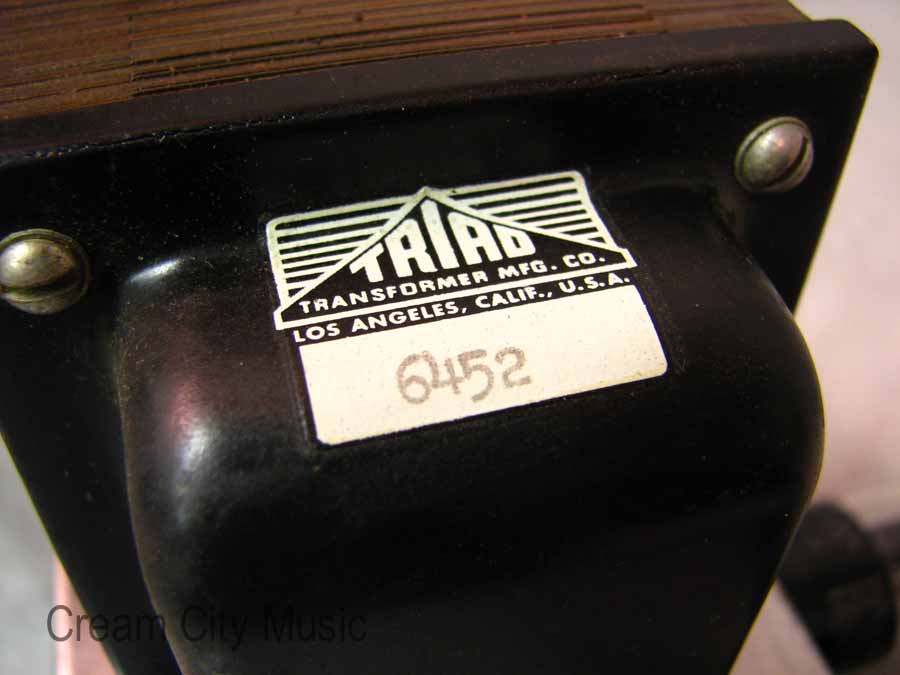 TRIAD
TRANSFORMER MFG. CO.
LOS ANGELES, CALIF., U.S.A.
6452
Cream City Music